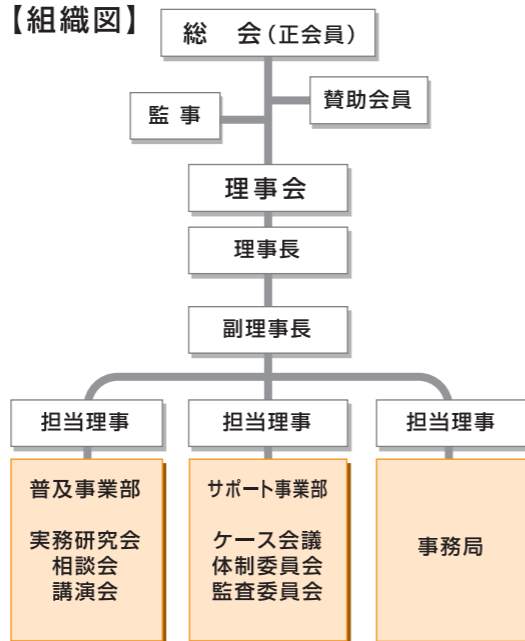 【組織図】
総　会(正会員)
賛助会員
監 事
理事会
理事長
副理事長
担当理事
普及事業部
実務研究会
相談会
講演会
担当理事
サポート事業部
ケース会議
体制委員会
監査委員会
担当理事
事務局